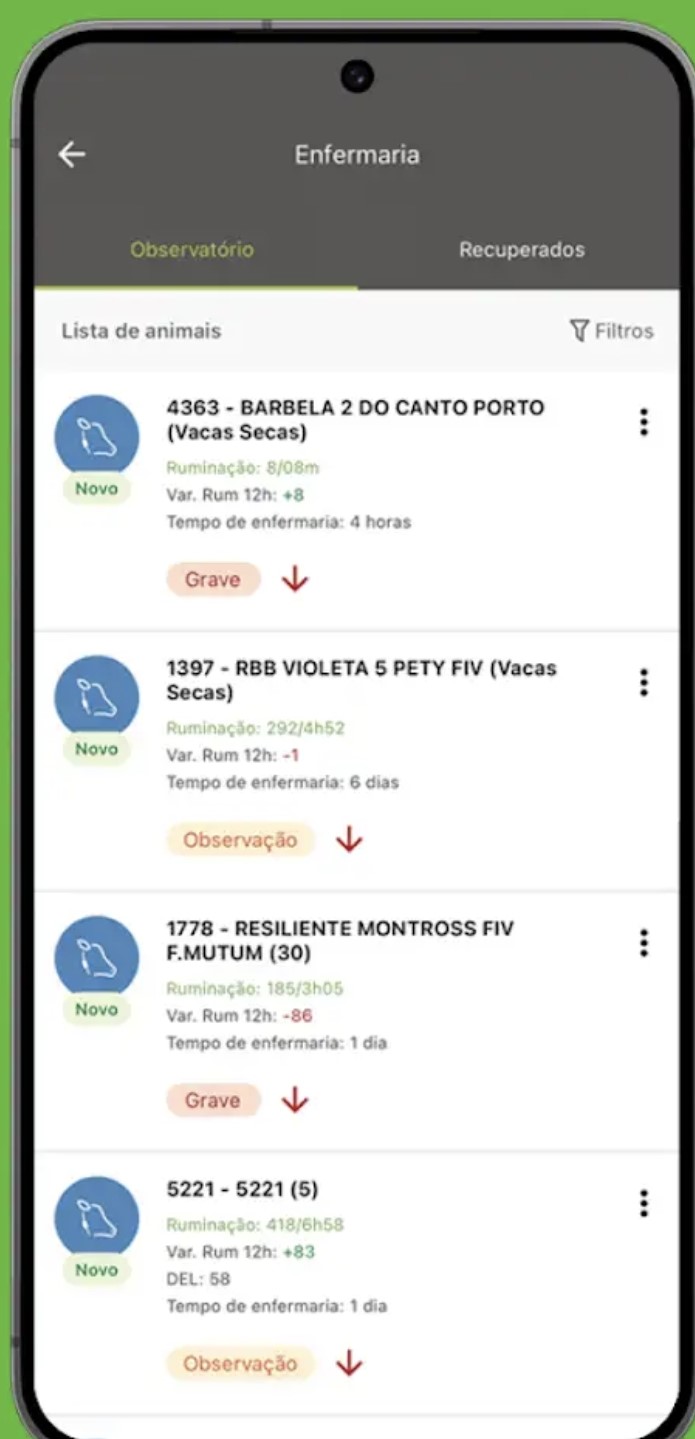 Enfermaria
Observatório
Recuperados
Lista de animais
Filtros
4363 - BARBELA 2 DO CANTO PORTO
(Vacas Secas)
Novo
Ruminação: 8/08m
Var. Rum 12h: +8
Tempo de enfermaria: 4 horas
Grave
1397 - RBB VIOLETA 5 PETY FIV (Vacas
Secas)
Novo
Ruminação: 292/4h52
Var. Rum 12h: -1
Tempo de enfermaria: 6 dias
Observação
1778 - RESILIENTE MONTROSS FIV
F.MUTUM (30)
Novo
Ruminação: 185/3h05
Var. Rum 12h: -86
Tempo de enfermaria: 1 dia
Grave
5221 - 5221 (5)
Novo
Ruminação: 418/6h58
Var. Rum 12h: +83
DEL: 58
Tempo de enfermaria: 1 dia
Observação